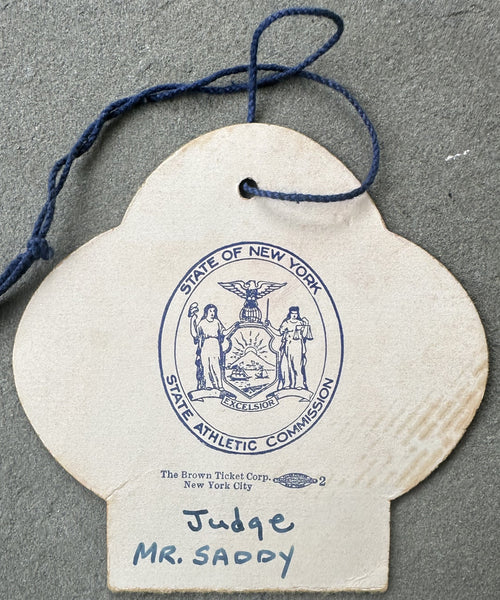 STATE OF NEW YORK
EXCELSIOR
STATE ATHLETIC COMMISSION
The Brown Ticket Corp. 2
New York City
Judge
MR. SADDY